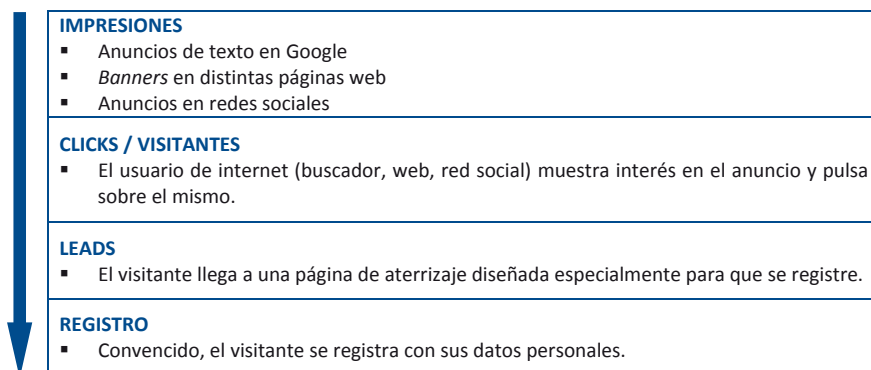 IMPRESIONES
▪ Anuncios de texto en Google
▪ Banners en distintas páginas web
▪ Anuncios en redes sociales
CLICKS / VISITANTES
▪ El usuario de internet (buscador, web, red social) muestra interés en el anuncio y pulsa
sobre el mismo.
LEADS
▪ El visitante llega a una página de aterrizaje diseñada especialmente para que se registre.
REGISTRO
▪ Convencido, el visitante se registra con sus datos personales.